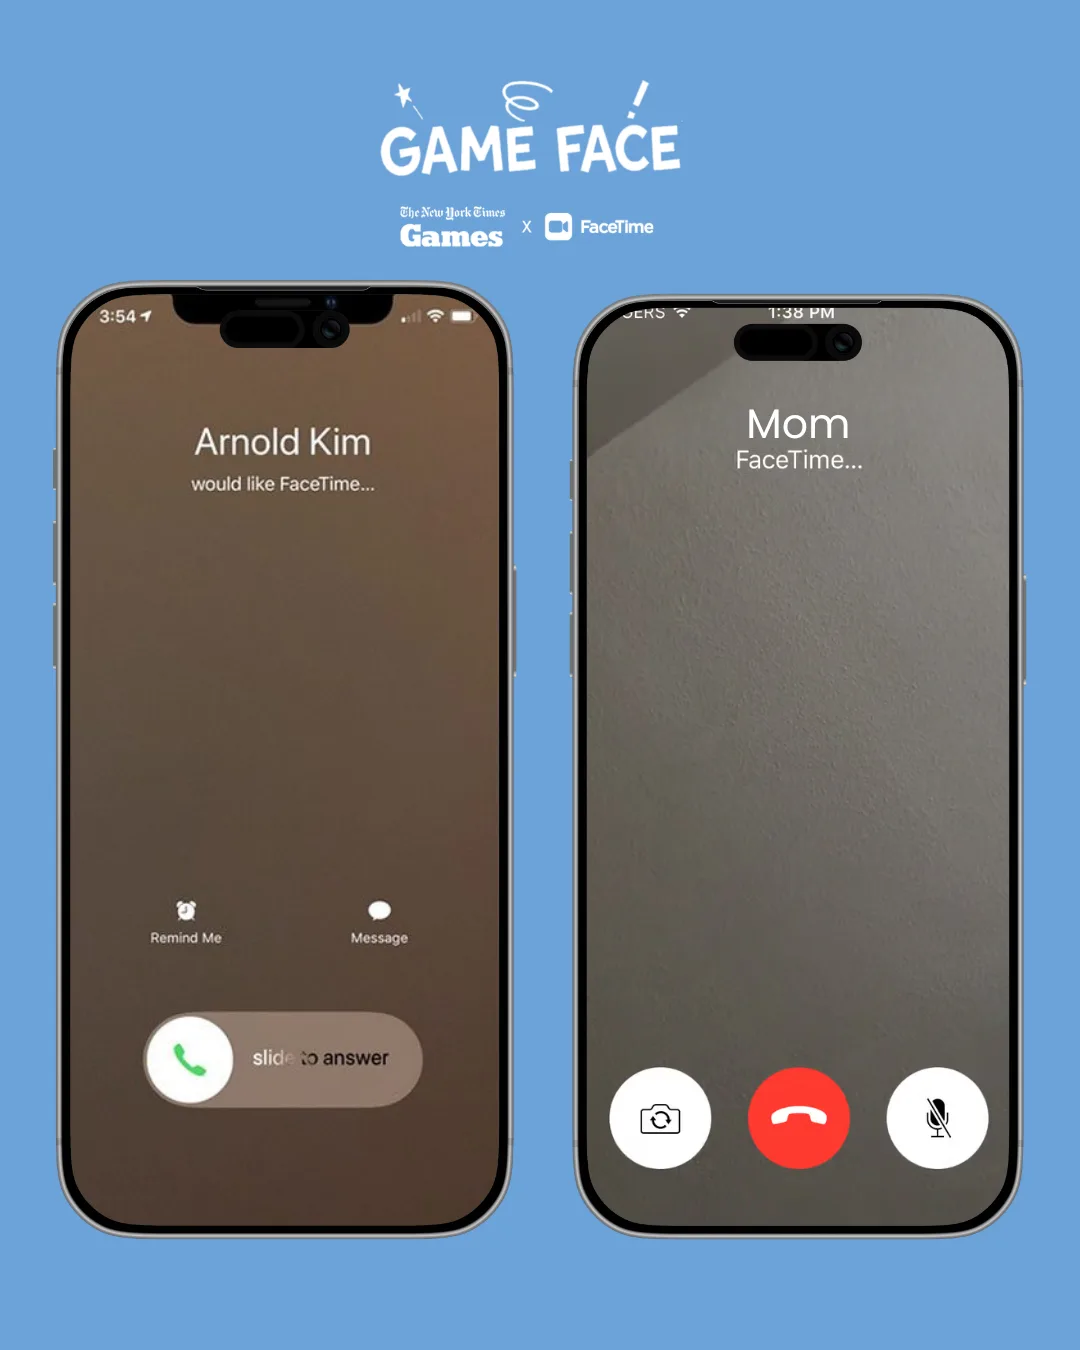 GAME FACE
The New York Times
Games
X
FaceTime
3:54
Arnold Kim
would like FaceTime...
Remind Me
Message
slide to answer
1:38 PM
Mom
FaceTime...